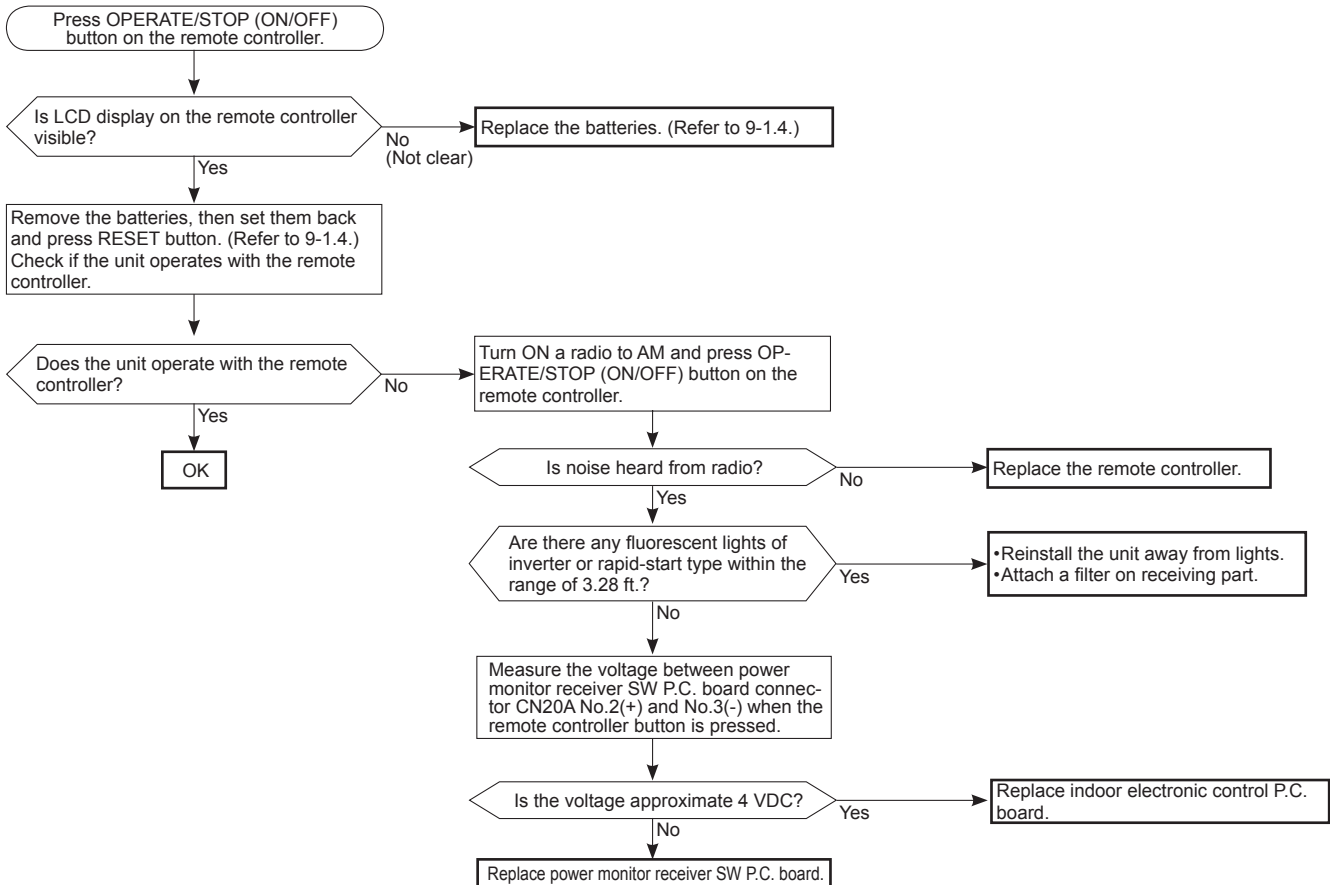 Press OPERATE/STOP (ON/OFF)
button on the remote controller.
Is LCD display on the remote controller
visible?
No
(Not clear)
Replace the batteries. (Refer to 9-1.4.)
Yes
Remove the batteries, then set them back
and press RESET button. (Refer to 9-1.4.)
Check if the unit operates with the remote
controller.
Does the unit operate with the remote
controller?
No
Yes
OK
Turn ON a radio to AM and press OP-
ERATE/STOP (ON/OFF) button on the
remote controller.
Is noise heard from radio?
No
Replace the remote controller.
Yes
Are there any fluorescent lights of
inverter or rapid-start type within the
range of 3.28 ft.?
Yes
•Reinstall the unit away from lights.
•Attach a filter on receiving part.
No
Measure the voltage between power
monitor receiver SW P.C. board connec-
tor CN20A No.2(+) and No.3(-) when the
remote controller button is pressed.
Is the voltage approximate 4 VDC?
Yes
Replace indoor electronic control P.C.
board.
No
Replace power monitor receiver SW P.C. board.